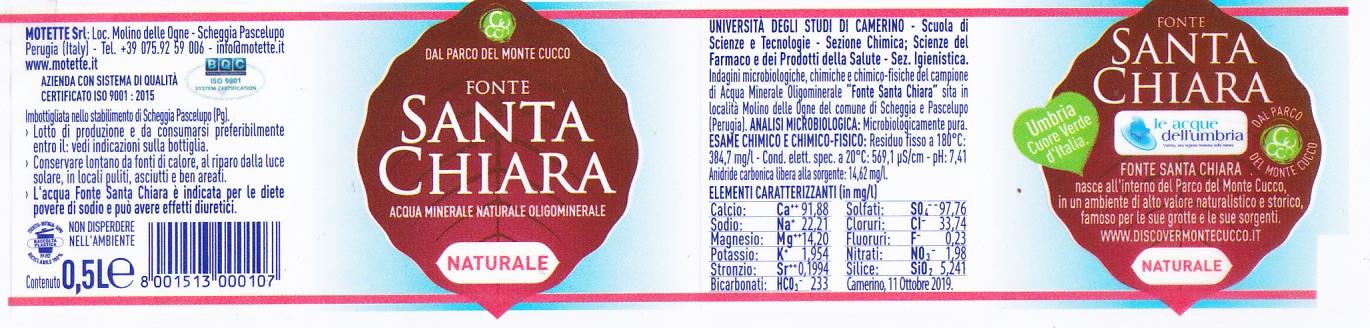 MOTETTE Srl: Loc. Molino delle Ogne - Scheggia Pascelupo
Perugia (Italy) - Tel. +39 075.92 59 006 - info@motette.it
www.motette.it
AZIENDA CON SISTEMA DI QUALITÀ
CERTIFICATO ISO 9001 : 2015
BQC
ISO 9001
SYSTEM CERTIFICATION
Imbottigliata nello stabilimento di Scheggia Pascelupo (Pg).
› Lotto di produzione e da consumarsi preferibilmente
entro il: vedi indicazioni sulla bottiglia.
› Conservare lontano da fonti di calore, al riparo dalla luce
solare, in locali puliti, asciutti e ben areati.
› L'acqua Fonte Santa Chiara è indicata per le diete
povere di sodio e può avere effetti diuretici.
RACCOLTA
PLASTICA
RICICLABILE 100%
NON DISPERDERE
NELL'AMBIENTE
Contenuto 0,5L e
8 001513 000107
DAL PARCO DEL MONTE CUCCO
FONTE
SANTA
CHIARA
ACQUA MINERALE NATURALE OLIGOMINERALE
NATURALE
UNIVERSITÀ DEGLI STUDI DI CAMERINO - Scuola di
Scienze e Tecnologie - Sezione Chimica; Scienze del
Farmaco e dei Prodotti della Salute - Sez. Igienistica.
Indagini microbiologiche, chimiche e chimico-fisiche del campione
di Acqua Minerale Oligominerale "Fonte Santa Chiara" sita in
località Molino delle Ogne del comune di Scheggia e Pascelupo
(Perugia). ANALISI MICROBIOLOGICA: Microbiologicamente pura.
ESAME CHIMICO E CHIMICO-FISICO: Residuo fisso a 180°C:
384,7 mg/l - Cond. elett. spec. a 20°C: 569,1 µS/cm - pH: 7,41
Anidride carbonica libera alla sorgente: 14,62 mg/l.
ELEMENTI CARATTERIZZANTI (in mg/l)
Calcio: Ca⁺⁺ 91,88 Solfati: SO₄⁻⁻ 97,76
Sodio: Na⁺ 22,21 Cloruri: Cl⁻ 33,74
Magnesio: Mg⁺⁺ 14,20 Fluoruri: F⁻ 0,23
Potassio: K⁺ 1,954 Nitrati: NO₃⁻ 1,98
Stronzio: Sr⁺⁺ 0,1994 Silice: SiO₂ 5,241
Bicarbonati: HCO₃⁻ 233 Camerino, 11 Ottobre 2019.
FONTE
SANTA
CHIARA
Umbria
Cuore Verde
d'Italia.
le acque
dell'umbria
DAL PARCO
DEL MONTE CUCCO
FONTE SANTA CHIARA
nasce all'interno del Parco del Monte Cucco,
in un ambiente di alto valore naturalistico e storico,
famoso per le sue grotte e le sue sorgenti.
WWW.DISCOVERMONTECUCCO.IT
NATURALE